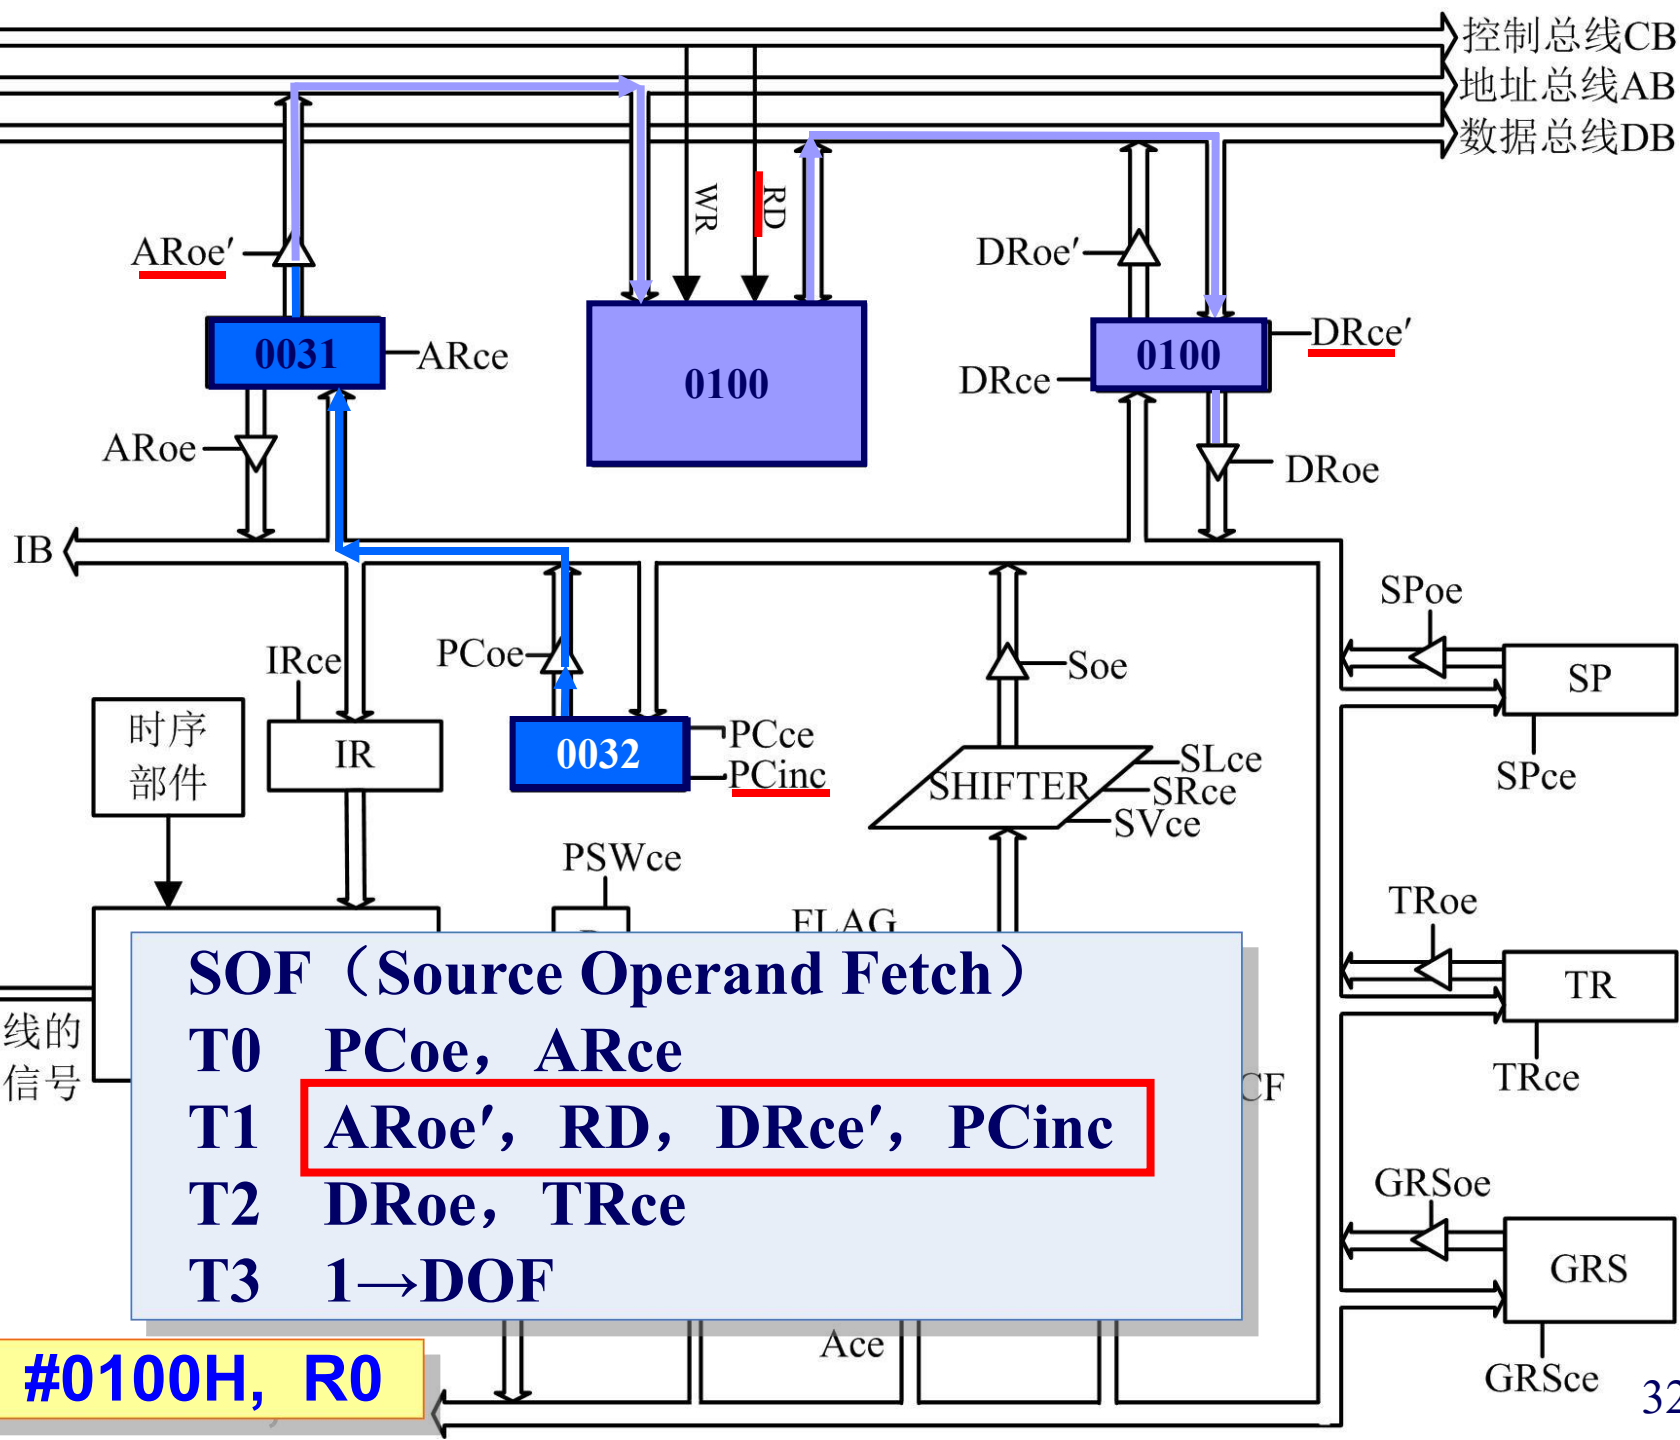 控制总线CB
地址总线AB
数据总线DB
WR
RD
ARoe′
DRoe′
0031
ARce
0100
0100
DRce′
DRce
ARoe
DRoe
IB
SPoe
IRce
PCoe
Soe
SP
时序
部件
IR
0032
PCce
PCinc
SHIFTER
SLce
SRce
SVce
SPce
PSWce
TRoe
FLAG
TR
线的
信号
TRce
CF
SOF（Source Operand Fetch）
T0 PCoe，ARce
T1 ARoe′，RD，DRce′，PCinc
T2 DRoe，TRce
T3 1→DOF
GRSoe
GRS
GRSce
Ace
#0100H, R0
32